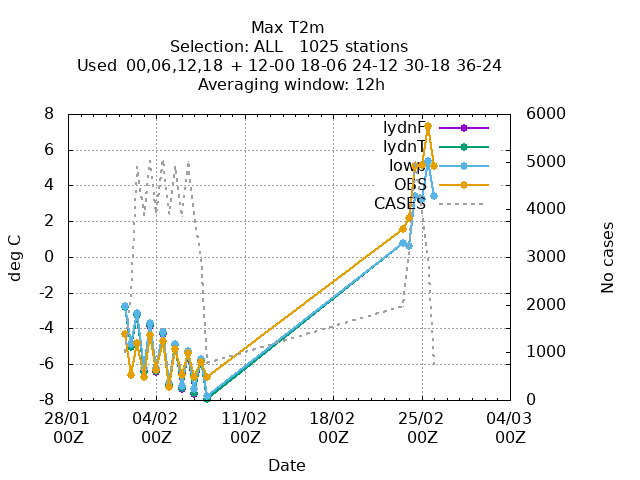 Max T2m
Selection: ALL   1025 stations
Used  00,06,12,18 + 12-00 18-06 24-12 30-18 36-24
Averaging window: 12h
8
6
4
2
0
-2
-4
-6
-8
6000
5000
4000
3000
2000
1000
0
deg C
No cases
lydnF
lydnT
lowp
OBS
CASES
28/01 04/02 11/02 18/02 25/02 04/03
00Z 00Z 00Z 00Z 00Z 00Z
Date